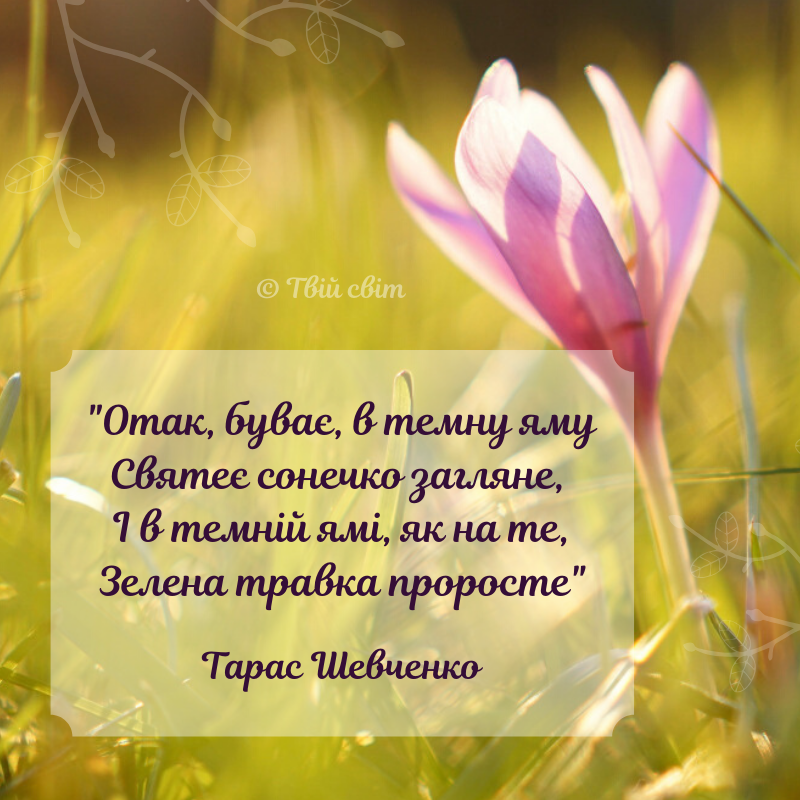 © Твій світ
"Отак, буває, в темну яму
Святеє сонечко загляне,
І в темній ямі, як на те,
Зелена травка проросте"
Тарас Шевченко